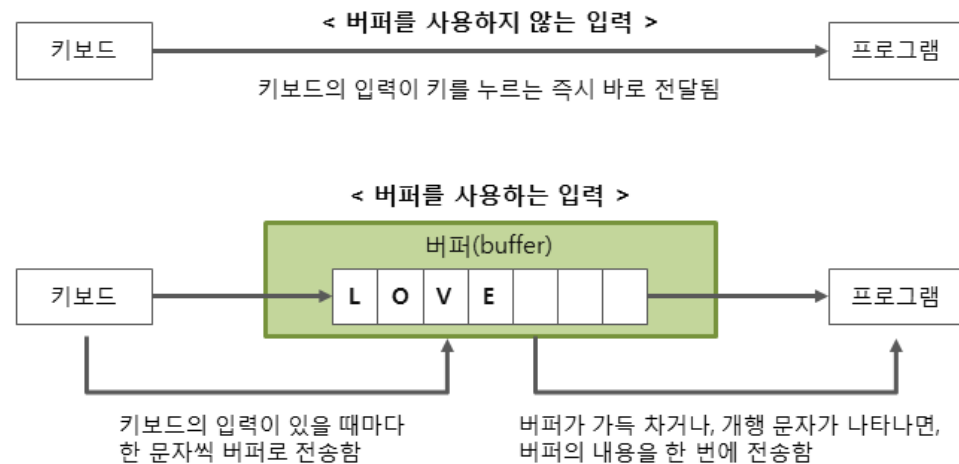 < 버퍼를 사용하지 않는 입력 >
키보드
프로그램
키보드의 입력이 키를 누르는 즉시 바로 전달됨
< 버퍼를 사용하는 입력 >
버퍼(buffer)
키보드
L O V E
프로그램
키보드의 입력이 있을 때마다
한 문자씩 버퍼로 전송함
버퍼가 가득 차거나, 개행 문자가 나타나면,
버퍼의 내용을 한 번에 전송함